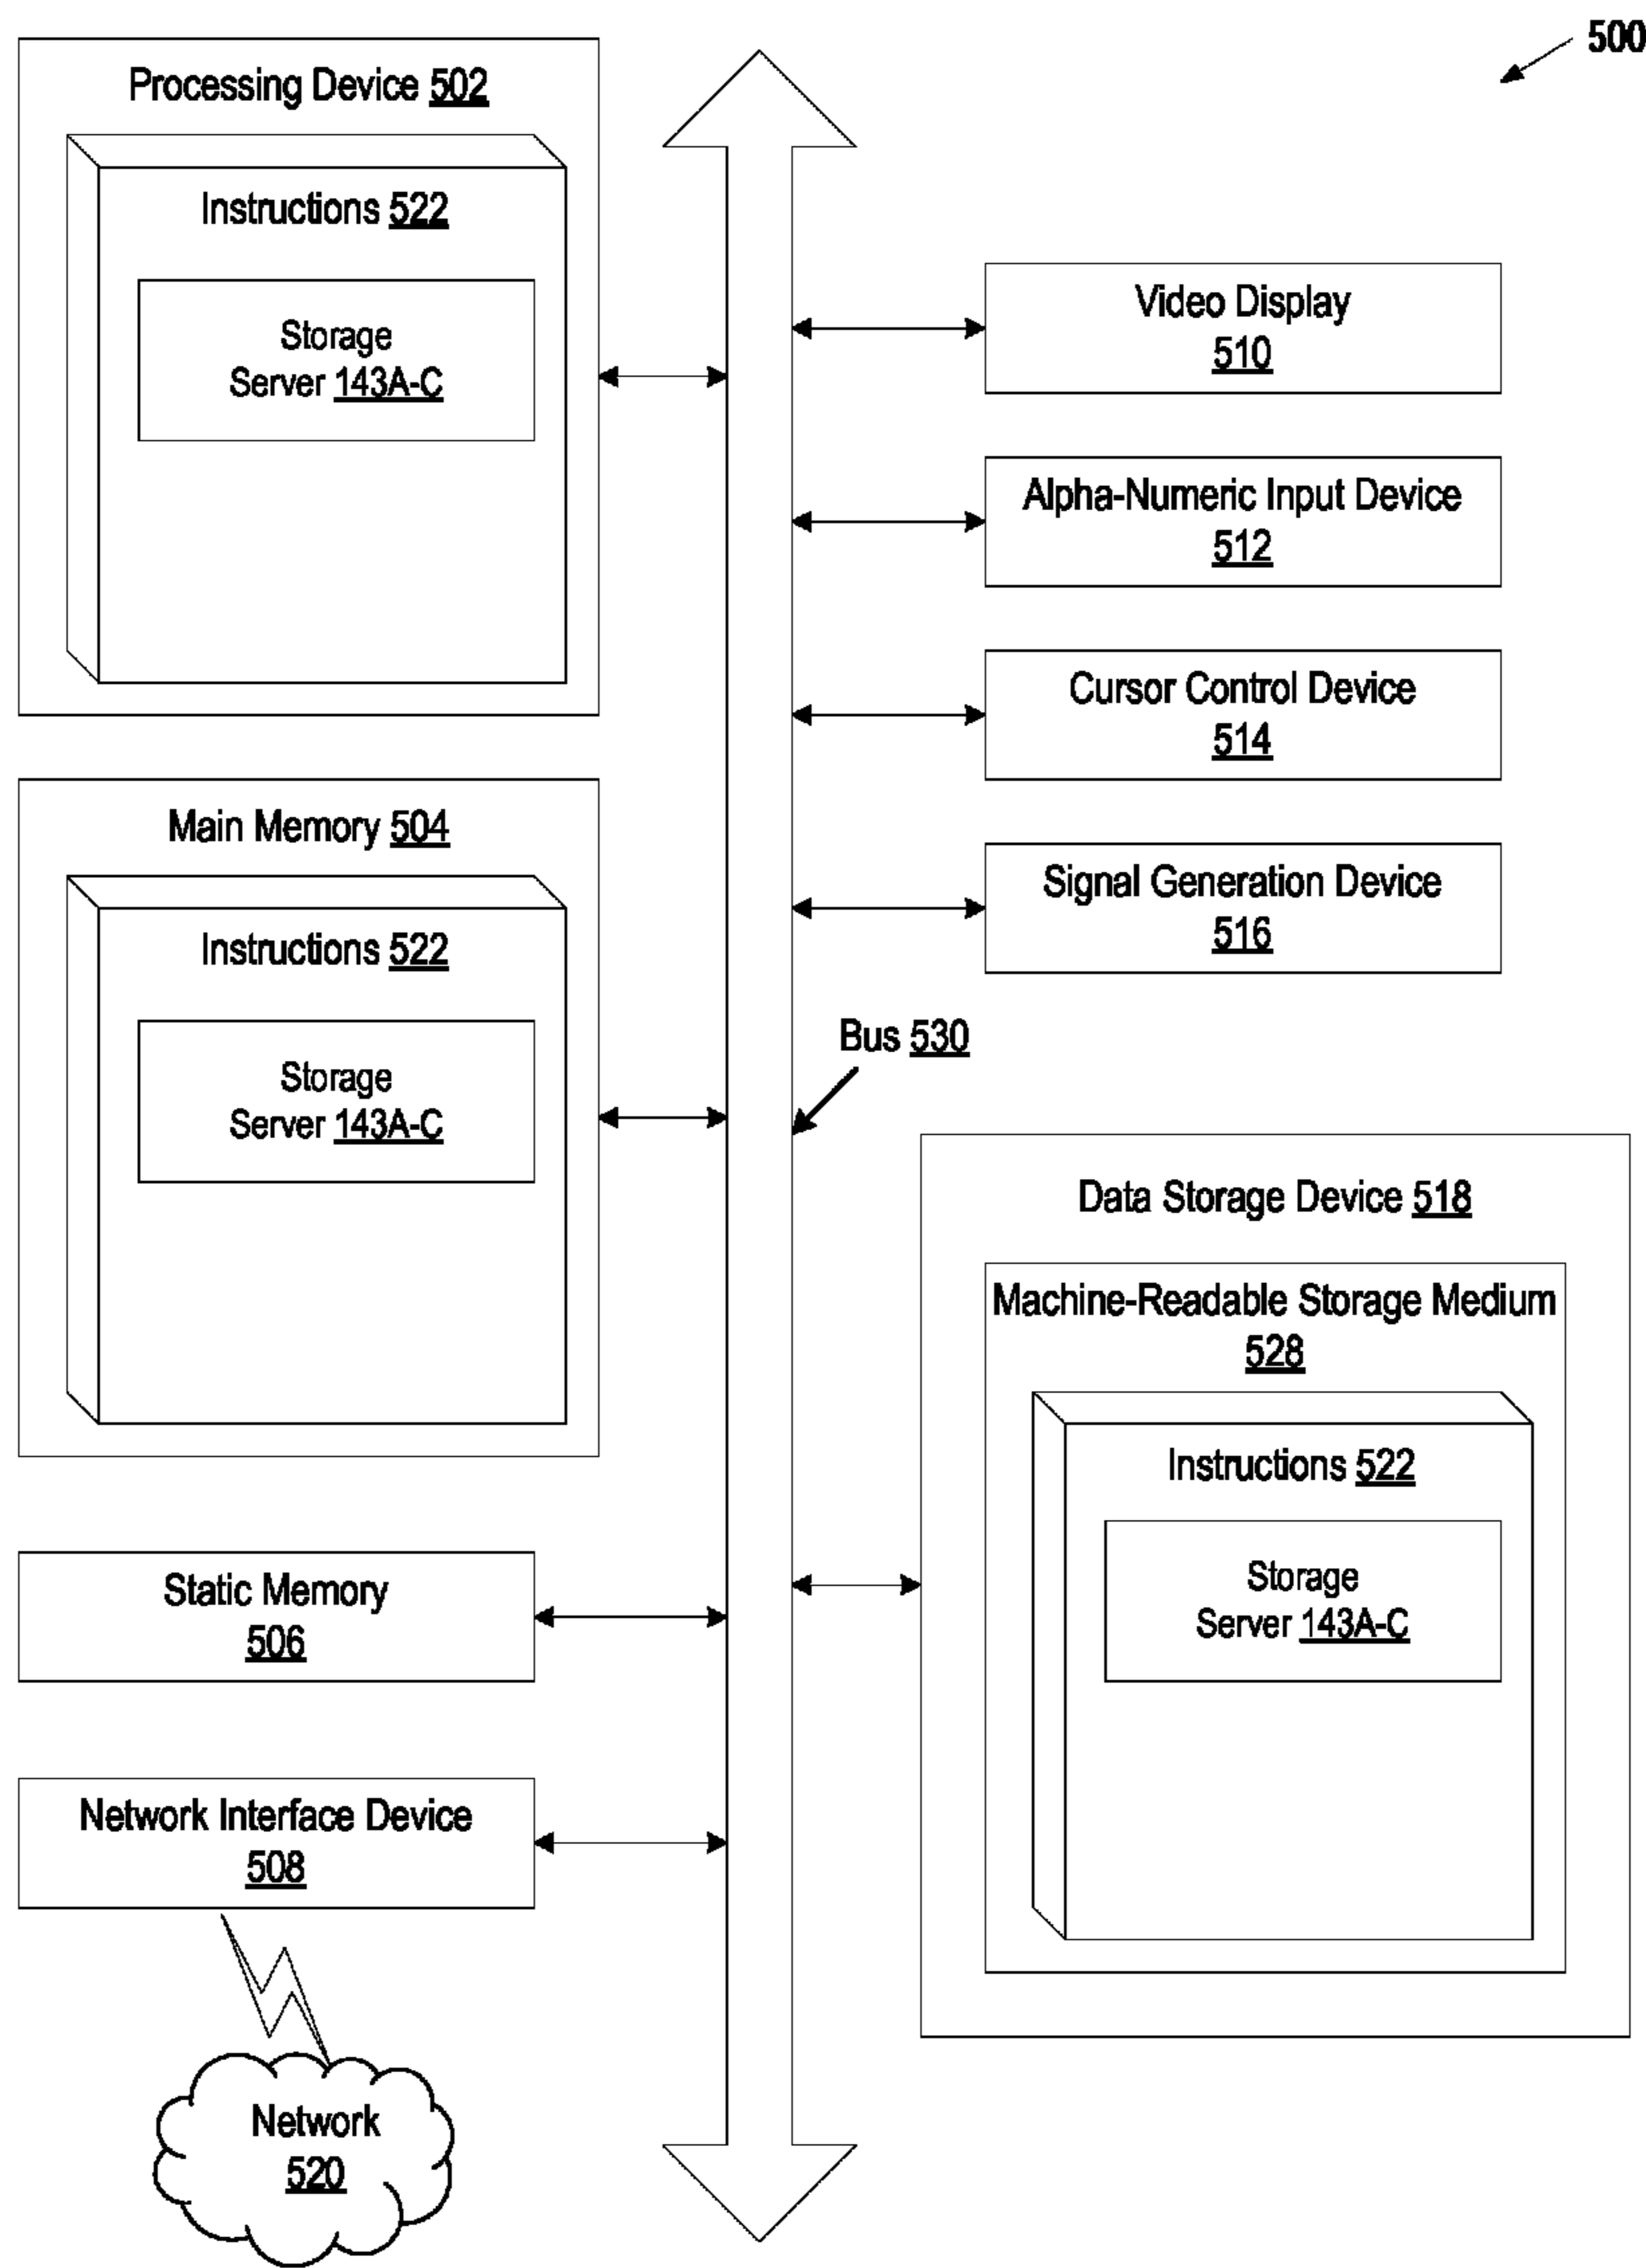 500
Processing Device 502
Instructions 522
Storage
Server 143A-C
Main Memory 504
Instructions 522
Storage
Server 143A-C
Static Memory
506
Network Interface Device
508
Network
520
Video Display
510
Alpha-Numeric Input Device
512
Cursor Control Device
514
Signal Generation Device
516
Bus 530
Data Storage Device 518
Machine-Readable Storage Medium
528
Instructions 522
Storage
Server 143A-C